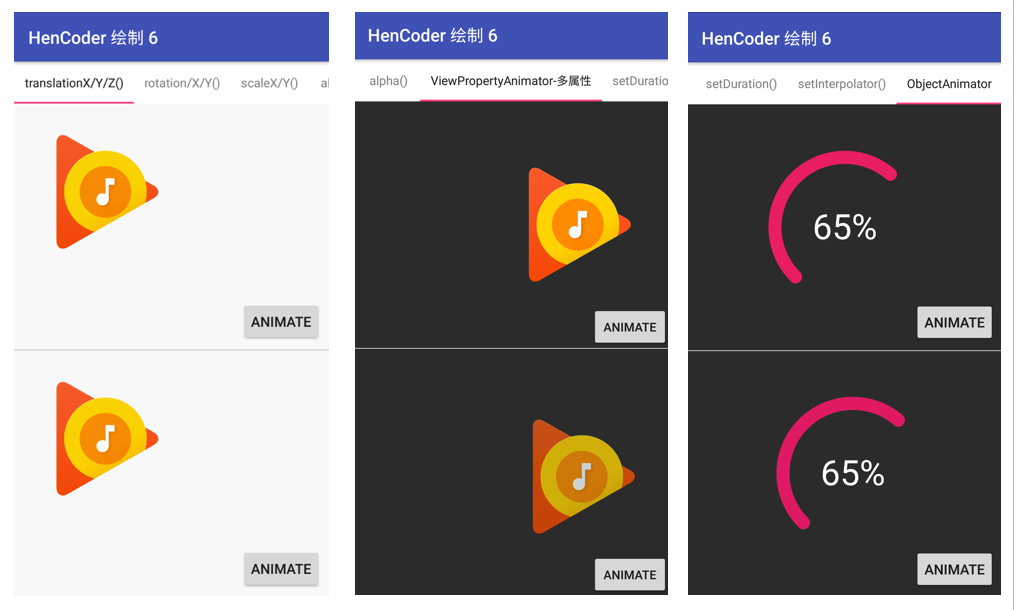 HenCoder 绘制 6
translationX/Y/Z() rotation/X/Y() scaleX/Y() al
ANIMATE
ANIMATE
HenCoder 绘制 6
alpha() ViewPropertyAnimator-多属性 setDuratio
ANIMATE
ANIMATE
HenCoder 绘制 6
setDuration() setInterpolator() ObjectAnimator
65%
ANIMATE
65%
ANIMATE